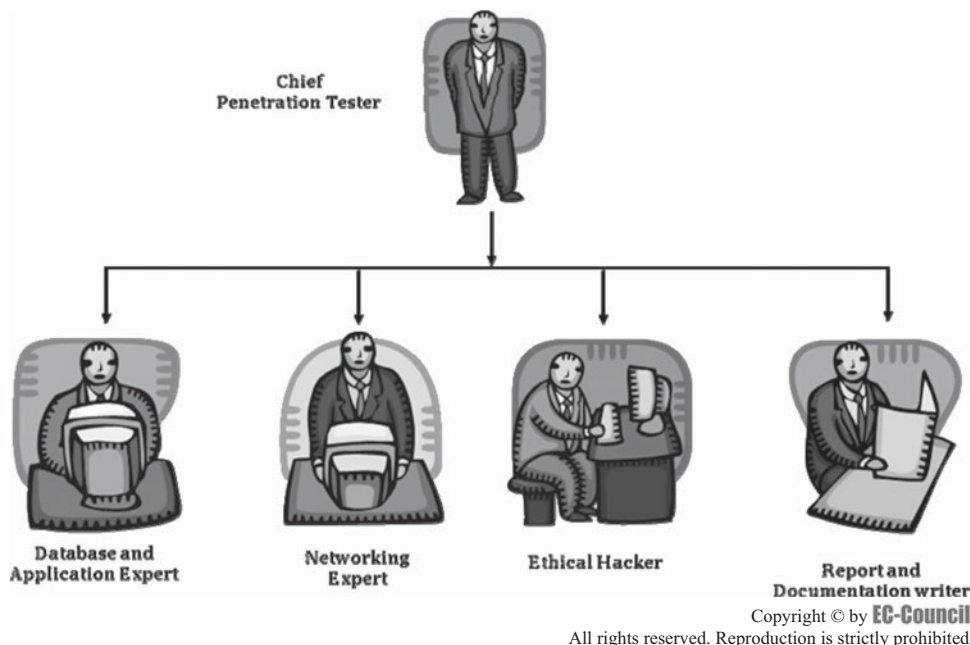 Chief
Penetration Tester
Database and
Application Expert
Networking
Expert
Ethical Hacker
Report and
Documentation writer
Copyright © by EC-Council
All rights reserved. Reproduction is strictly prohibited